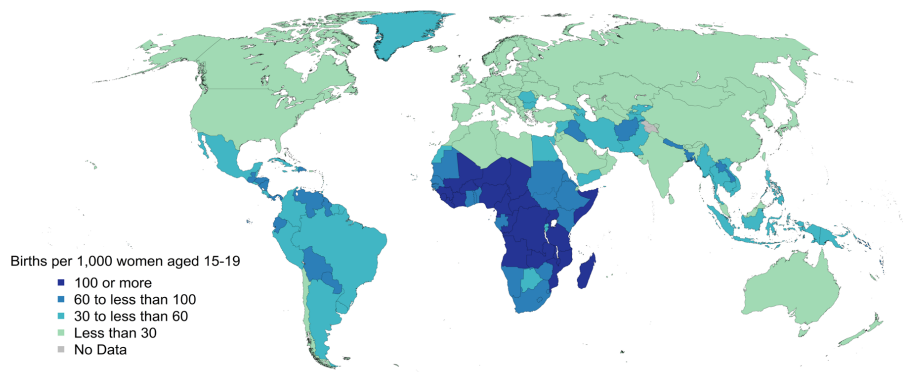 Births per 1,000 women aged 15-19
100 or more
60 to less than 100
30 to less than 60
Less than 30
No Data